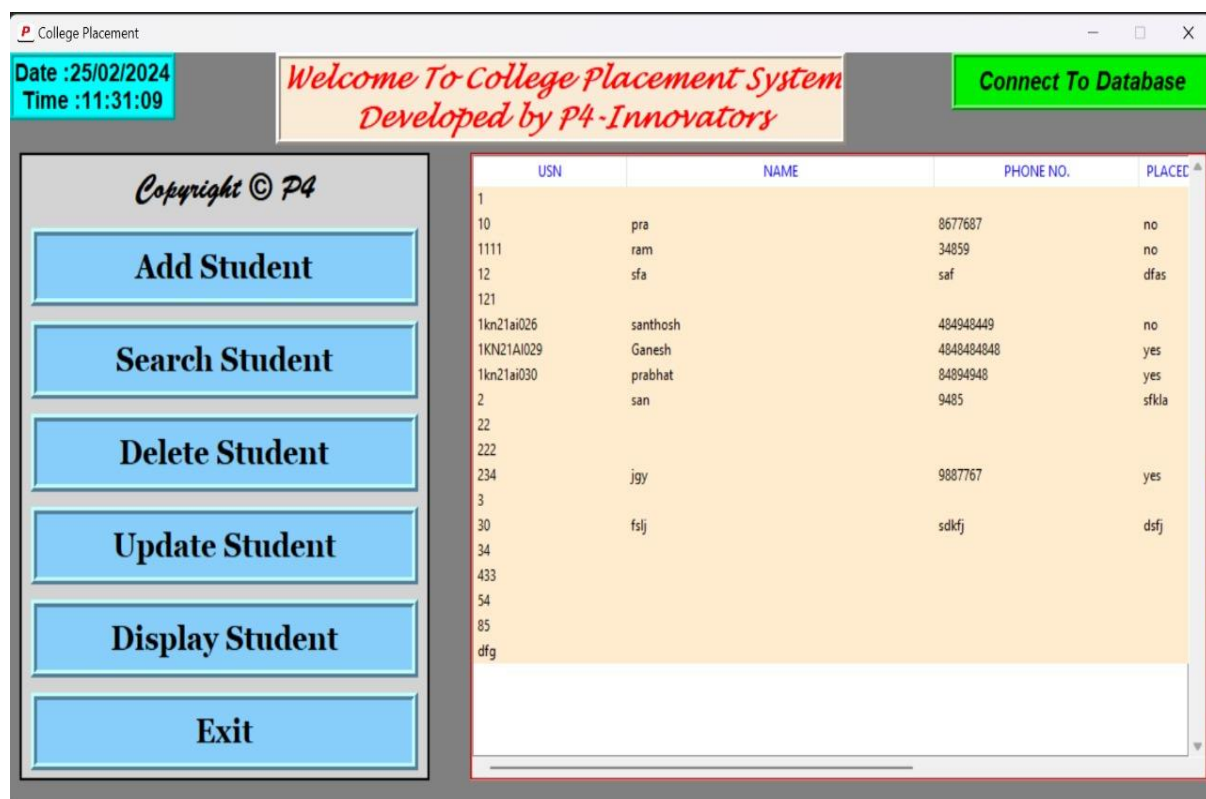 P College Placement
Date :25/02/2024
Time :11:31:09
Welcome To College Placement System
Developed by P4-Innovators
Connect To Database
Copyright © P4
Add Student
Search Student
Delete Student
Update Student
Display Student
Exit
USN NAME PHONE NO. PLACED
1
10 pra 8677687 no
1111 ram 34859 no
12 sfa saf dfas
121
1kn21ai026 santhosh 484948449 no
1KN21AI029 Ganesh 4848484848 yes
1kn21ai030 prabhat 84894948 yes
2 san 9485 sfkla
22
222
234 jgy 9887767 yes
3
30 fslj sdkfj dsfj
34
433
54
85
dfg